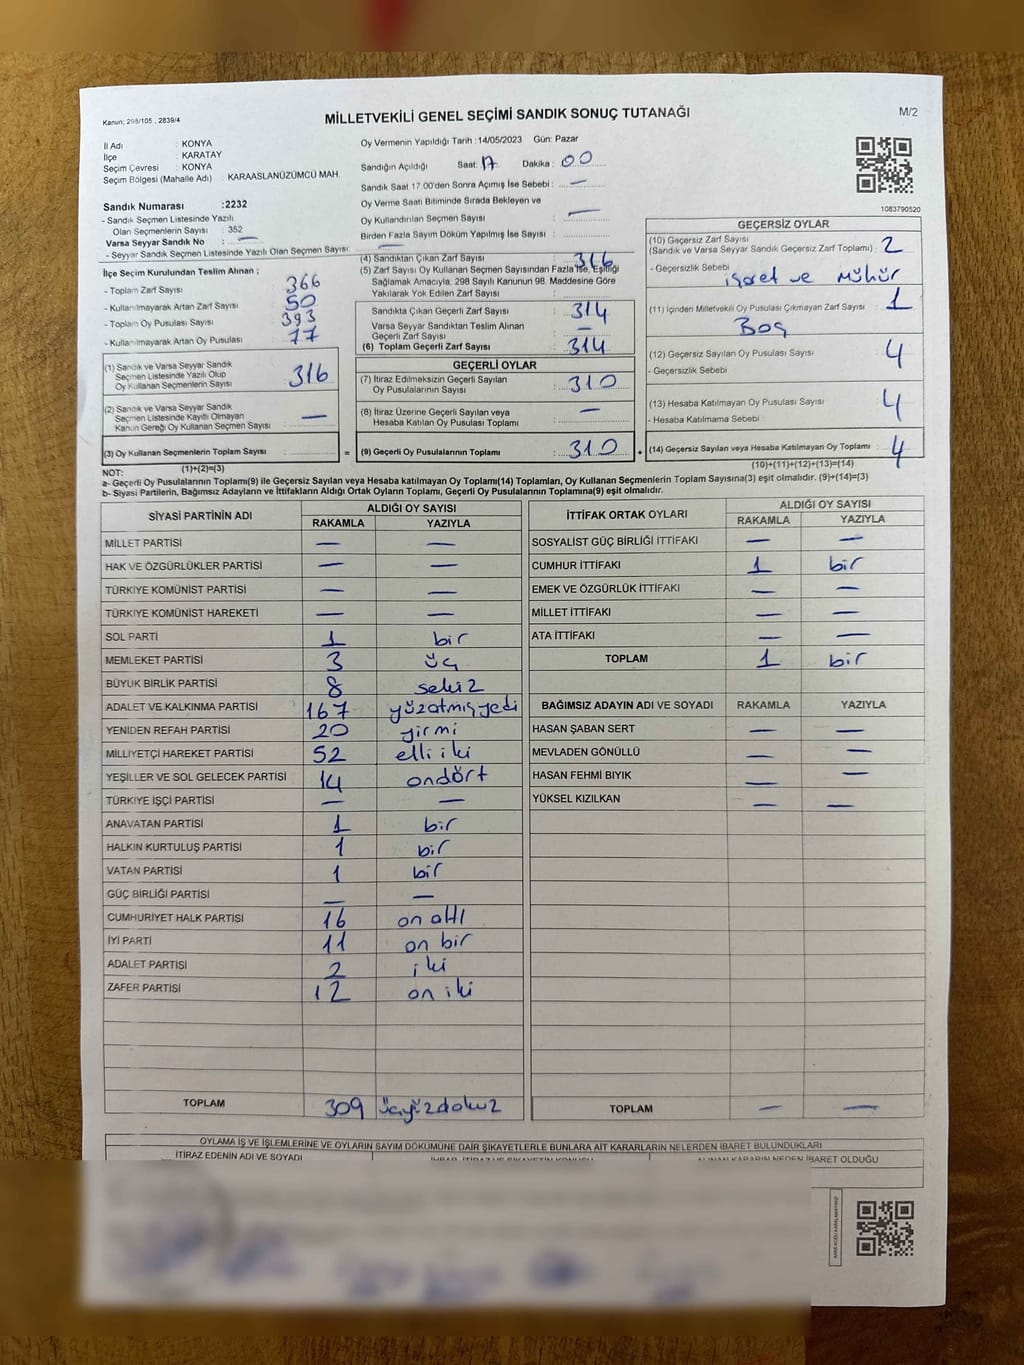 Kanun; 298/105 , 2839/4
MİLLETVEKİLİ GENEL SEÇİMİ SANDIK SONUÇ TUTANAĞI
M/2
İl Adı : KONYA
İlçe : KARATAY
Seçim Çevresi : KONYA
Seçim Bölgesi (Mahalle Adı) : KARAASLANÜZÜMCÜ MAH.
Sandık Numarası :2232
- Sandık Seçmen Listesinde Yazılı
Olan Seçmenlerin Sayısı : 352
Varsa Seyyar Sandık No : —
- Seyyar Seçmen Listesinde Yazılı Olan Seçmen Sayısı: —
Oy Vermenin Yapıldığı Tarih :14/05/2023 Gün: Pazar
Sandığın Açıldığı Saat: 17 Dakika : 00
Sandık Saat 17.00'den Sonra Açımış İse Sebebi : —
Oy Verme Saati Bitiminde Sırada Bekleyen ve
Oy Kullandırılan Seçmen Sayısı : —
Birden Fazla Sayım Döküm Yapılmış İse Sayısı :
1083790520
İlçe Seçim Kurulundan Teslim Alınan ;
- Toplam Zarf Sayısı : 366
- Kullanılmayarak Artan Zarf Sayısı : 50
- Toplam Oy Pusulası Sayısı : 393
- Kullanılmayarak Artan Oy Pusulası : 77
(1) Sandık ve Varsa Seyyar Sandık
Seçmen Listesinde Yazılı Olup
Oy Kullanan Seçmenlerin Sayısı : 316
(2) Sandık ve Varsa Seyyar Sandık
Seçmen Listesinde Kayıtlı Olmayan
Kanun Gereği Oy Kullanan Seçmen Sayısı : —
(3) Oy Kullanan Seçmenlerin Toplam Sayısı : =
(1)+(2)=(3)
(4) Sandıktan Çıkan Zarf Sayısı : 316
(5) Zarf Sayısı Oy Kullanan Seçmen Sayısından Fazla İse, Eşitliği
Sağlamak Amacıyla, 298 Sayılı Kanunun 98. Maddesine Göre
Yakılarak Yok Edilen Zarf Sayısı :
Sandıkta Çıkan Geçerli Zarf Sayısı : 314
Varsa Seyyar Sandıktan Teslim Alınan
Geçerli Zarf Sayısı : —
(6) Toplam Geçerli Zarf Sayısı : 314
GEÇERLİ OYLAR
(7) İtiraz Edilmeksizin Geçerli Sayılan
Oy Pusulalarının Sayısı : 310
(8) İtiraz Üzerine Geçerli Sayılan veya
Hesaba Katılan Oy Pusulası Toplamı : —
(9) Geçerli Oy Pusulalarının Toplamı : 310 +
GEÇERSİZ OYLAR
(10) Geçersiz Zarf Sayısı
(Sandık ve Varsa Seyyar Sandık Geçersiz Zarf Toplamı) : 2
- Geçersizlik Sebebi : işaret ve Mühür
(11) İçinden Milletvekili Oy Pusulası Çıkmayan Zarf Sayısı : 1
Boş
(12) Geçersiz Sayılan Oy Pusulası Sayısı : 4
- Geçersizlik Sebebi :
(13) Hesaba Katılmayan Oy Pusulası Sayısı : 4
- Hesaba Katılmama Sebebi :
(14) Geçersiz Sayılan veya Hesaba Katılmayan Oy Toplamı : 4
(10)+(11)+(12)+(13)=(14)
NOT:
a- Geçerli Oy Pusulalarının Toplamı(9) ile Geçersiz Sayılan veya Hesaba katılmayan Oy Toplamı(14) Toplamları, Oy Kullanan Seçmenlerin Toplam Sayısına(3) eşit olmalıdır. (9)+(14)=(3)
b- Siyasi Partilerin, Bağımsız Adayların ve İttifakların Aldığı Ortak Oyların Toplamı, Geçerli Oy Pusulalarının Toplamına(9) eşit olmalıdır.
SİYASİ PARTİNİN ADI ALDIĞI OY SAYISI
RAKAMLA YAZIYLA
MİLLET PARTİSİ — —
HAK VE ÖZGÜRLÜKLER PARTİSİ — —
TÜRKİYE KOMÜNİST PARTİSİ — —
TÜRKİYE KOMÜNİST HAREKETİ — —
SOL PARTİ 1 bir
MEMLEKET PARTİSİ 3 üç
BÜYÜK BİRLİK PARTİSİ 8 sekiz
ADALET VE KALKINMA PARTİSİ 167 yüzatmışyedi
YENİDEN REFAH PARTİSİ 20 yirmi
MİLLİYETÇİ HAREKET PARTİSİ 52 elli iki
YEŞİLLER VE SOL GELECEK PARTİSİ 14 ondört
TÜRKİYE İŞÇİ PARTİSİ — —
ANAVATAN PARTİSİ 1 bir
HALKIN KURTULUŞ PARTİSİ 1 bir
VATAN PARTİSİ 1 bir
GÜÇ BİRLİĞİ PARTİSİ — —
CUMHURİYET HALK PARTİSİ 16 on altı
İYİ PARTİ 11 on bir
ADALET PARTİSİ 2 iki
ZAFER PARTİSİ 12 on iki
TOPLAM 309 üçyüzdokuz
İTTİFAK ORTAK OYLARI ALDIĞI OY SAYISI
RAKAMLA YAZIYLA
SOSYALİST GÜÇ BİRLİĞİ İTTİFAKI — —
CUMHUR İTTİFAKI 1 bir
EMEK VE ÖZGÜRLÜK İTTİFAKI — —
MİLLET İTTİFAKI — —
ATA İTTİFAKI — —
TOPLAM 1 bir
BAĞIMSIZ ADAYIN ADI VE SOYADI RAKAMLA YAZIYLA
HASAN ŞABAN SERT — —
MEVLADEN GÖNÜLLÜ — —
HASAN FEHMİ BIYIK — —
YÜKSEL KIZILKAN — —
TOPLAM — —
OYLAMA İŞ VE İŞLEMLERİNE VE OYLARIN SAYIM DÖKÜMÜNE DAİR ŞİKAYETLERLE BUNLARA AİT KARARLARIN NELERDEN İBARET BULUNDUKLARI
İTİRAZ EDENİN ADI VE SOYADI
ALINAN KARARIN NEDEN İBARET OLDUĞU